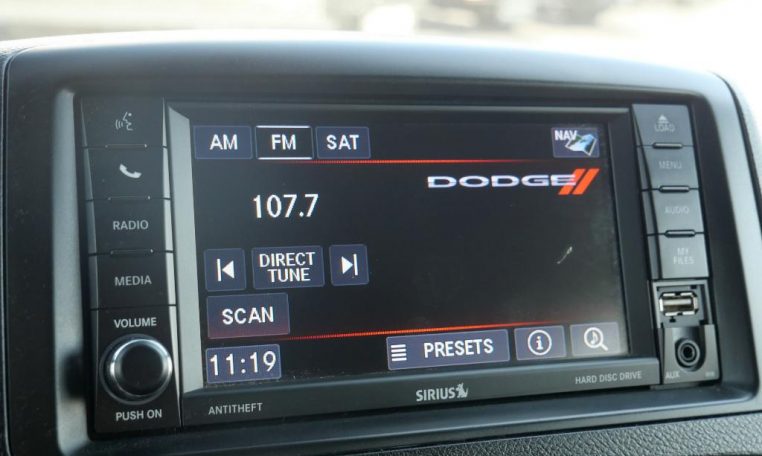 AM FM SAT NAV
DODGE
107.7
DIRECT
TUNE
SCAN
11:19 PRESETS
RADIO
MEDIA
VOLUME
PUSH ON
LOAD
MENU
AUDIO
MY
FILES
AUX
ANTITHEFT
SIRIUS
HARD DISC DRIVE